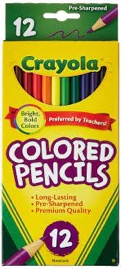 12
Pre-Sharpened
Crayola
Bright,
Bold
Colors
Preferred by Teachers!
COLORED
PENCILS
• Long-Lasting
• Pre-Sharpened
• Premium Quality
12
Nontoxic